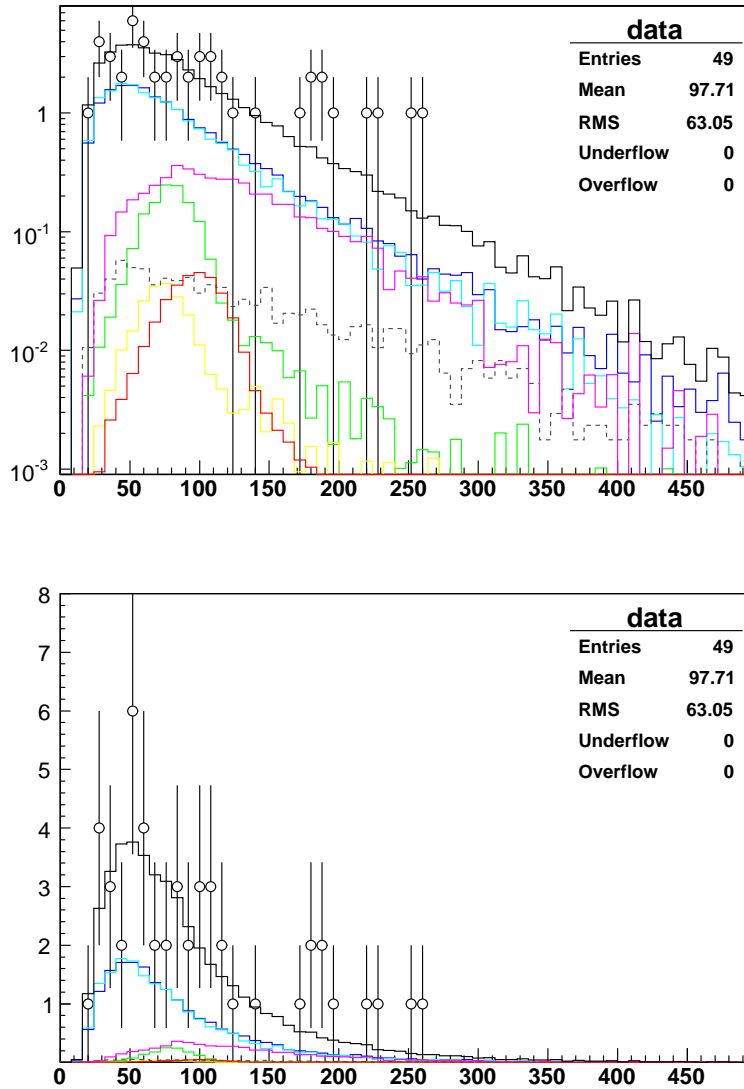 data
Entries 49
Mean 97.71
RMS 63.05
Underflow 0
Overflow 0
1
10^-1
10^-2
10^-3
0 50 100 150 200 250 300 350 400 450
data
Entries 49
Mean 97.71
RMS 63.05
Underflow 0
Overflow 0
8
7
6
5
4
3
2
1
0 50 100 150 200 250 300 350 400 450